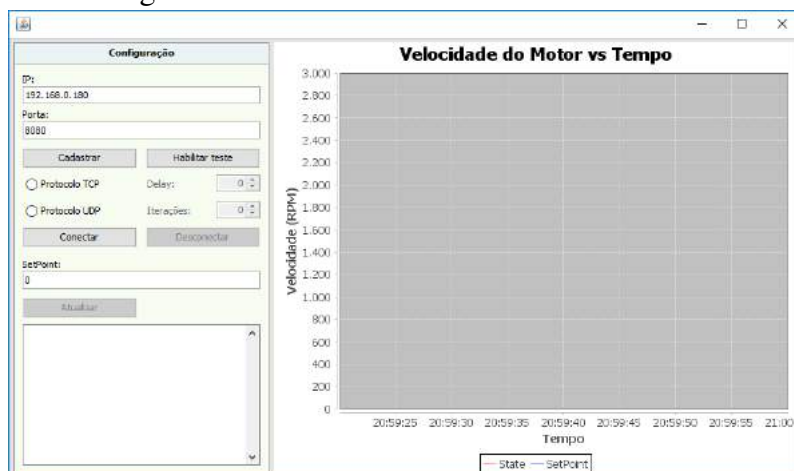 Configuração
IP:
192.168.0.180
Porta:
8080
Cadastrar
Habilitar teste
Protocolo TCP
Delay:
0
Protocolo UDP
Iterações:
0
Conectar
Desconectar
SetPoint:
0
Atualizar
Velocidade do Motor vs Tempo
Velocidade (RPM)
3.000
2.800
2.600
2.400
2.200
2.000
1.800
1.600
1.400
1.200
1.000
800
600
400
200
0
20:59:25 20:59:30 20:59:35 20:59:40 20:59:45 20:59:50 20:59:55 21:00
Tempo
State SetPoint